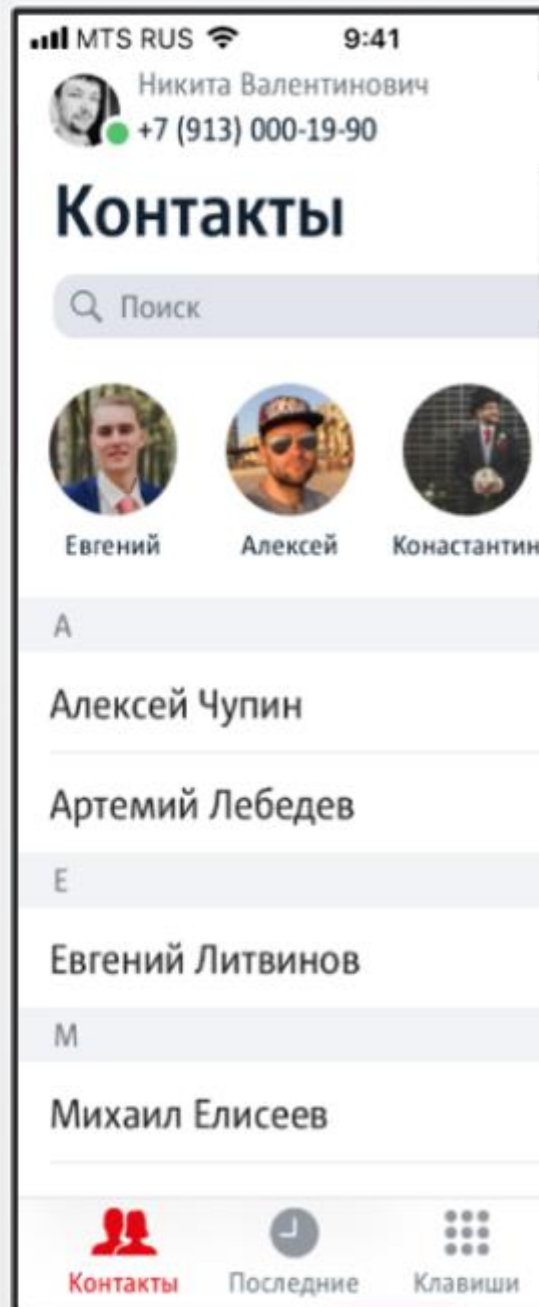 MTS RUS 9:41
Никита Валентинович
+7 (913) 000-19-90
Контакты
Поиск
Евгений Алексей Конастантин
А
Алексей Чупин
Артемий Лебедев
Е
Евгений Литвинов
М
Михаил Елисеев
Контакты Последние Клавиши